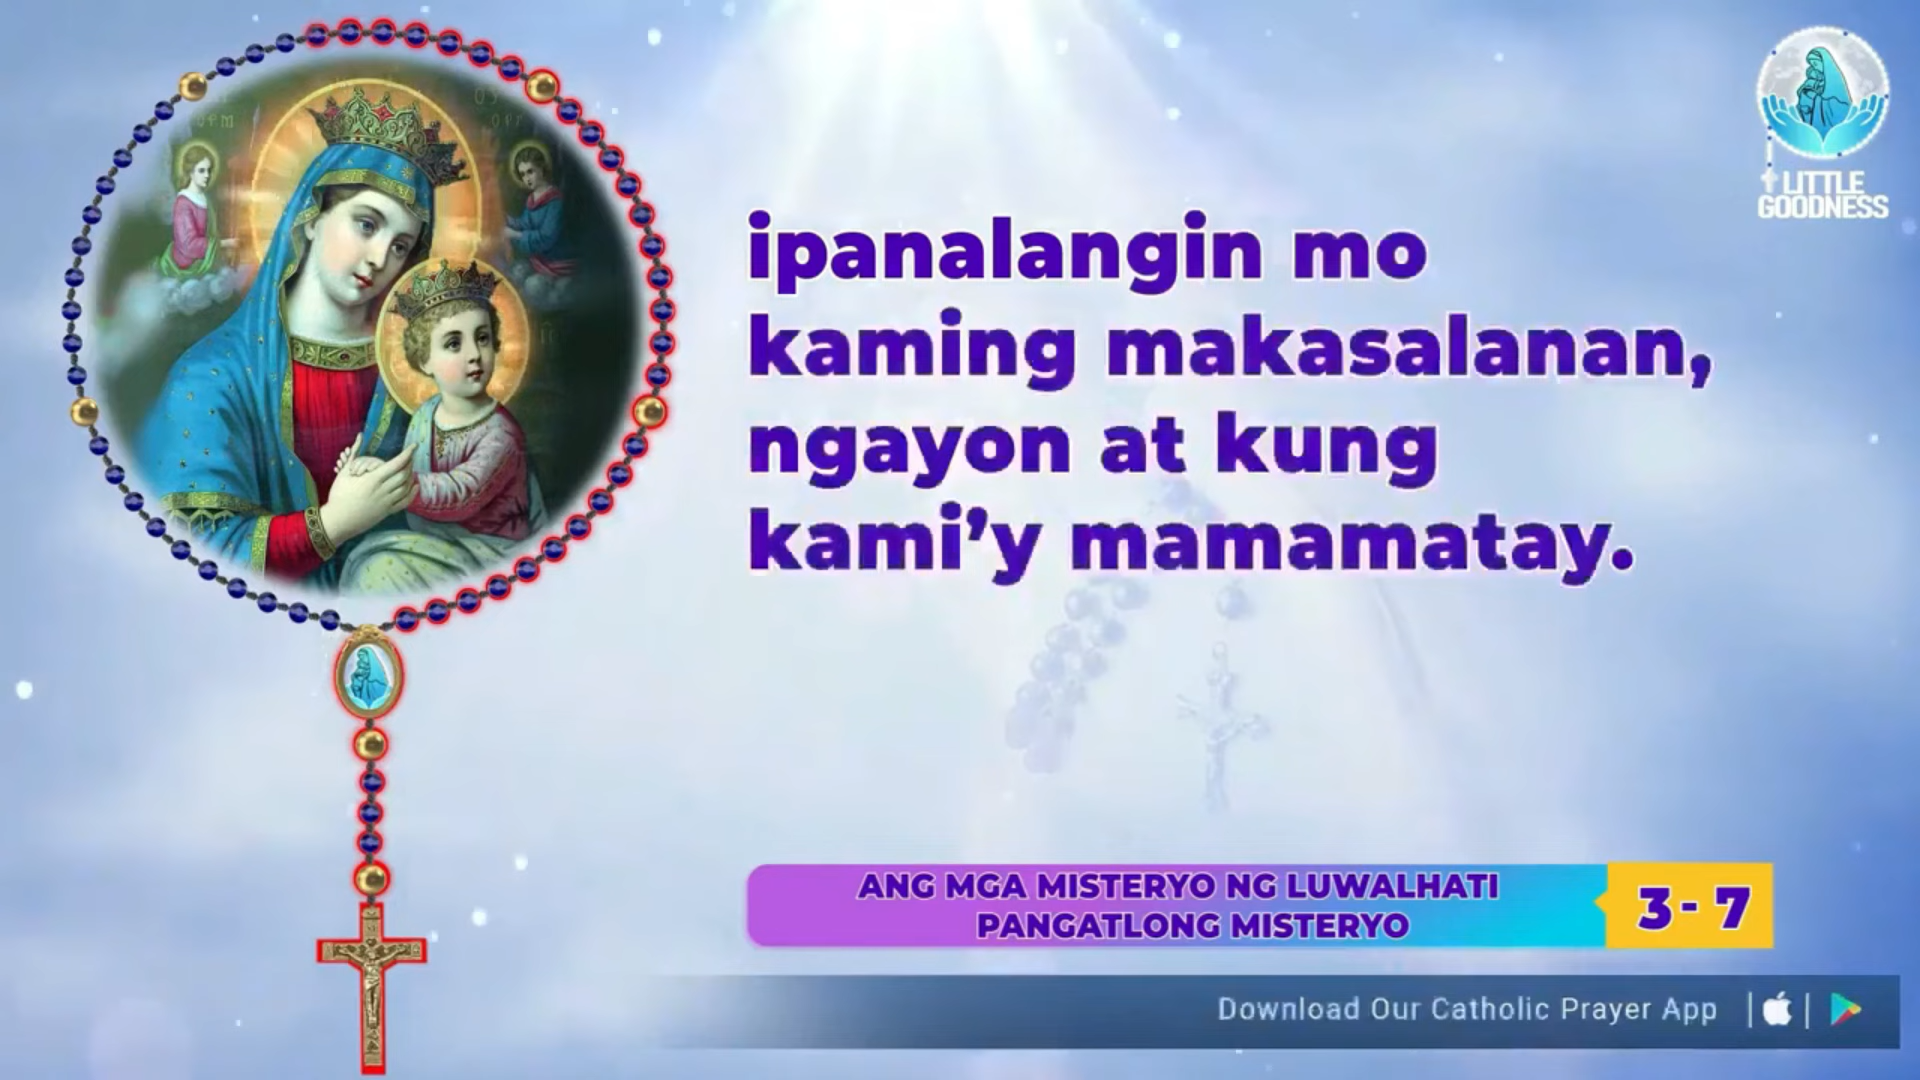 LITTLE
GOODNESS
ipanalangin mo
kaming makasalanan,
ngayon at kung
kami’y mamamatay.
ANG MGA MISTERYO NG LUWALHATI
PANGATLONG MISTERYO
3- 7
Download Our Catholic Prayer App